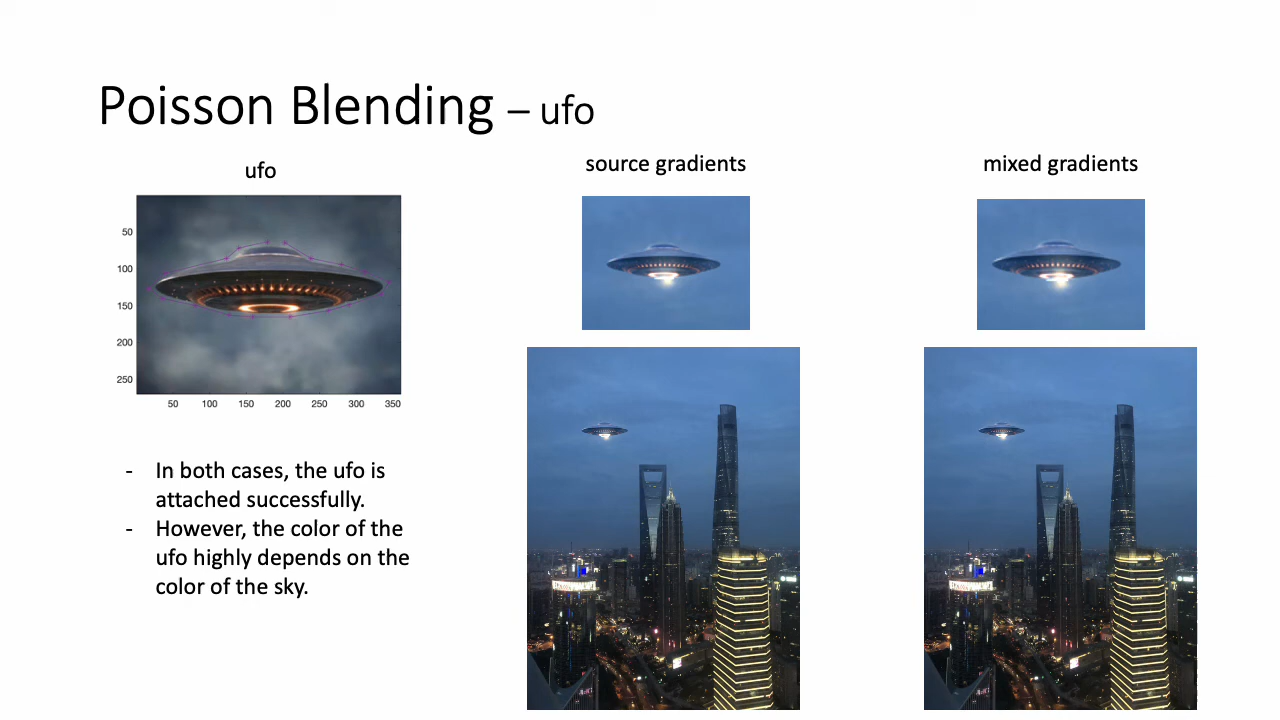 Poisson Blending – ufo
ufo
source gradients
mixed gradients
50
100
150
200
250
50 100 150 200 250 300 350
- In both cases, the ufo is
attached successfully.
- However, the color of the
ufo highly depends on the
color of the sky.